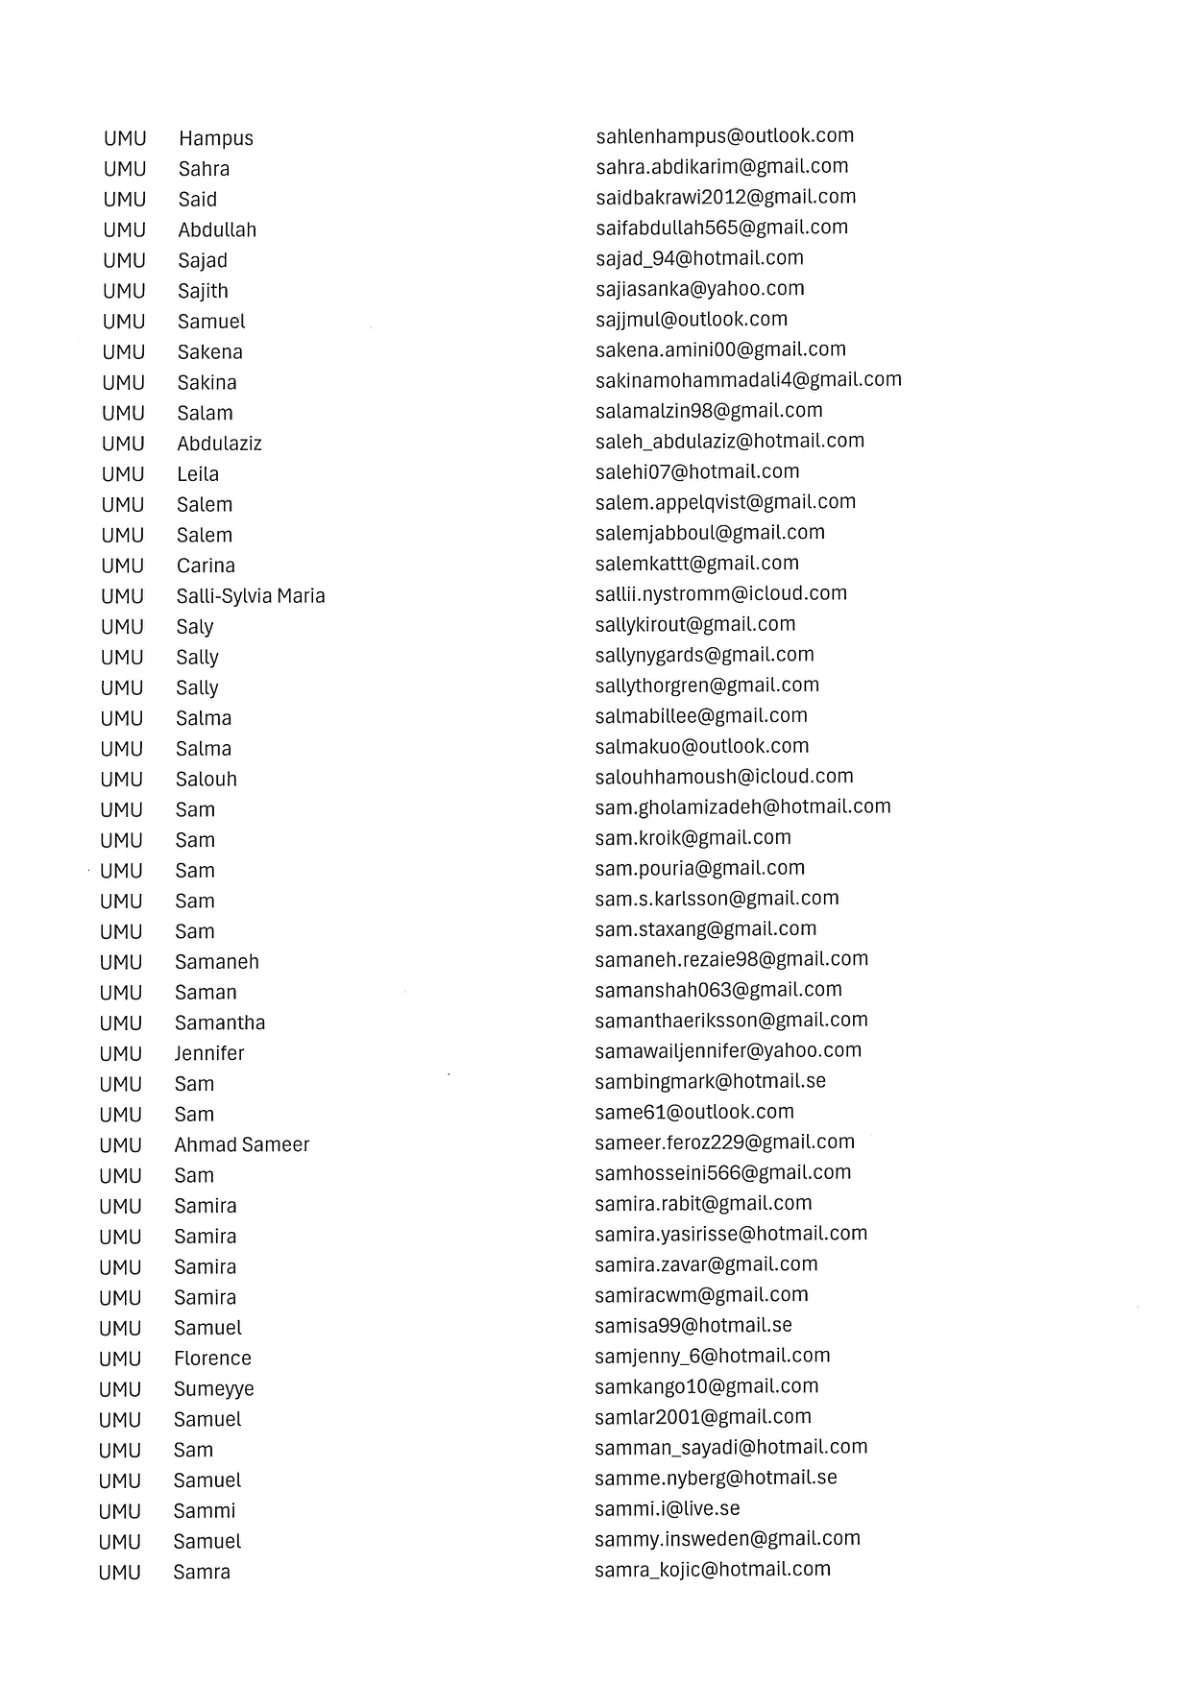 UMU Hampus sahlenhampus@outlook.com
UMU Sahra sahra.abdikarim@gmail.com
UMU Said saidbakrawi2012@gmail.com
UMU Abdullah saifabdullah565@gmail.com
UMU Sajad sajad_94@hotmail.com
UMU Sajith sajiasanka@yahoo.com
UMU Samuel sajjmul@outlook.com
UMU Sakena sakena.amini00@gmail.com
UMU Sakina sakinamohammadali4@gmail.com
UMU Salam salamalzin98@gmail.com
UMU Abdulaziz saleh_abdulaziz@hotmail.com
UMU Leila salehi07@hotmail.com
UMU Salem salem.appelqvist@gmail.com
UMU Salem salemjabboul@gmail.com
UMU Carina salemkattt@gmail.com
UMU Salli-Sylvia Maria sallii.nystromm@icloud.com
UMU Saly sallykirout@gmail.com
UMU Sally sallynygards@gmail.com
UMU Sally sallythorgren@gmail.com
UMU Salma salmabillee@gmail.com
UMU Salma salmakuo@outlook.com
UMU Salouh salouhhamoush@icloud.com
UMU Sam sam.gholamizadeh@hotmail.com
UMU Sam sam.kroik@gmail.com
UMU Sam sam.pouria@gmail.com
UMU Sam sam.s.karlsson@gmail.com
UMU Sam sam.staxang@gmail.com
UMU Samaneh samaneh.rezaie98@gmail.com
UMU Saman samanshah063@gmail.com
UMU Samantha samanthaeriksson@gmail.com
UMU Jennifer samawailjennifer@yahoo.com
UMU Sam sambingmark@hotmail.se
UMU Sam same61@outlook.com
UMU Ahmad Sameer sameer.feroz229@gmail.com
UMU Sam samhosseini566@gmail.com
UMU Samira samira.rabit@gmail.com
UMU Samira samira.yasirisse@hotmail.com
UMU Samira samira.zavar@gmail.com
UMU Samira samiracwm@gmail.com
UMU Samuel samisa99@hotmail.se
UMU Florence samjenny_6@hotmail.com
UMU Sumeyye samkango10@gmail.com
UMU Samuel samlar2001@gmail.com
UMU Sam samman_sayadi@hotmail.com
UMU Samuel samme.nyberg@hotmail.se
UMU Sammi sammi.i@live.se
UMU Samuel sammy.insweden@gmail.com
UMU Samra samra_kojic@hotmail.com